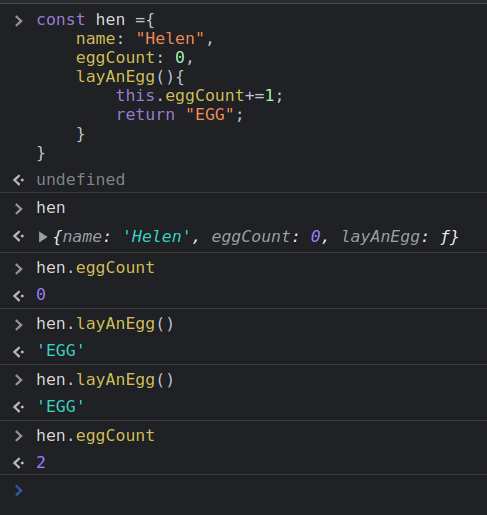 const hen ={
    name: "Helen",
    eggCount: 0,
    layAnEgg(){
        this.eggCount+=1;
        return "EGG";
    }
}
undefined
hen
{name: 'Helen', eggCount: 0, layAnEgg: ƒ}
hen.eggCount
0
hen.layAnEgg()
'EGG'
hen.layAnEgg()
'EGG'
hen.eggCount
2